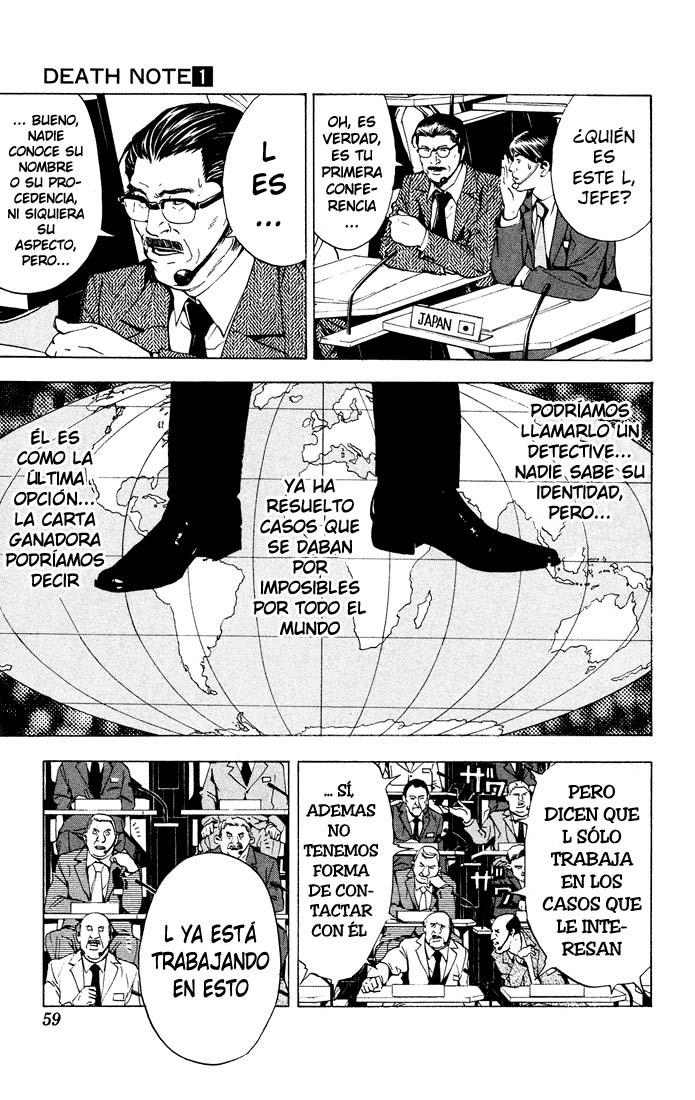 DEATH NOTE 1
¿QUIÉN
ES
ESTE L,
JEFE?
OH, ES
VERDAD,
ES TU
PRIMERA
CONFE-
RENCIA
...
JAPAN
L
ES
...
... BUENO,
NADIE
CONOCE SU
NOMBRE
O SU PRO-
CEDENCIA,
NI SIQUIERA
SU
ASPECTO,
PERO...
PODRÍAMOS
LLAMARLO UN
DETECTIVE...
NADIE SABE SU
IDENTIDAD,
PERO...
YA HA
RESUELTO
CASOS QUE
SE DABAN
POR
IMPOSIBLES
POR TODO EL
MUNDO
ÉL ES
COMO LA
ÚLTIMA
OPCIÓN...
LA CARTA
GANADORA
PODRÍAMOS
DECIR
PERO
DICEN QUE
L SÓLO
TRABAJA
EN LOS
CASOS QUE
LE INTE-
RESAN
ザワ
... SÍ,
ADEMAS
NO
TENEMOS
FORMA
DE CON-
TACTAR
CON ÉL
L YA ESTÁ
TRABAJANDO
EN ESTO
59